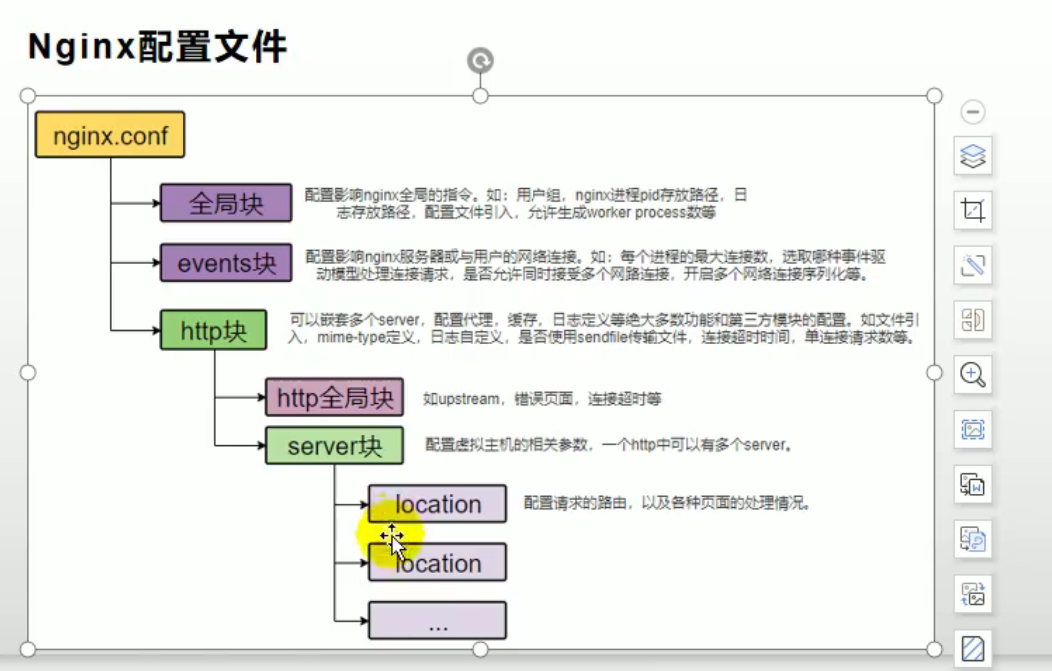 Nginx配置文件
nginx.conf
全局块
配置影响nginx全局的指令。如：用户组，nginx进程pid存放路径，日
志存放路径，配置文件引入，允许生成worker process数等
events块
配置影响nginx服务器或与用户的网络连接。如：每个进程的最大连接数，选取哪种事件驱
动模型处理连接请求，是否允许同时接受多个网路连接，开启多个网络连接序列化等。
http块
可以嵌套多个server，配置代理，缓存，日志定义等绝大多数功能和第三方模块的配置。如文件引
入，mime-type定义，日志自定义，是否使用sendfile传输文件，连接超时时间，单连接请求数等。
http全局块
如upstream，错误页面，连接超时等
server块
配置虚拟主机的相关参数，一个http中可以有多个server。
location
配置请求的路由，以及各种页面的处理情况。
location
...